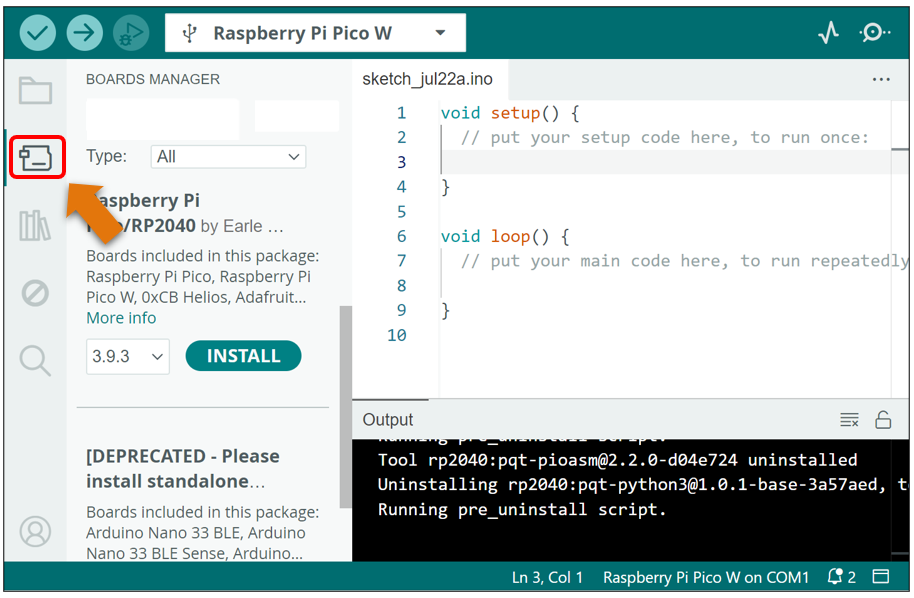 Raspberry Pi Pico W
BOARDS MANAGER
Type:
All
Pi
/RP2040 by Earle …
Boards included in this package:
Raspberry Pi Pico, Raspberry Pi
Pico W, 0xCB Helios, Adafruit...
More info
3.9.3
INSTALL
[DEPRECATED - Please
install standalone...
Boards included in this package:
Arduino Nano 33 BLE, Arduino
Nano 33 BLE Sense, Arduino...
sketch_jul22a.ino
...
1 void setup() {
2 // put your setup code here, to run once:
3
4 }
5
6 void loop() {
7 // put your main code here, to run repeatedly
8
9 }
10
Output
Running pre_uninstall script.
Tool rp2040:pqt-pioasm@2.2.0-d04e724 uninstalled
Uninstalling rp2040:pqt-python3@1.0.1-base-3a57aed, t
Running pre_uninstall script.
Ln 3, Col 1
Raspberry Pi Pico W on COM1
2